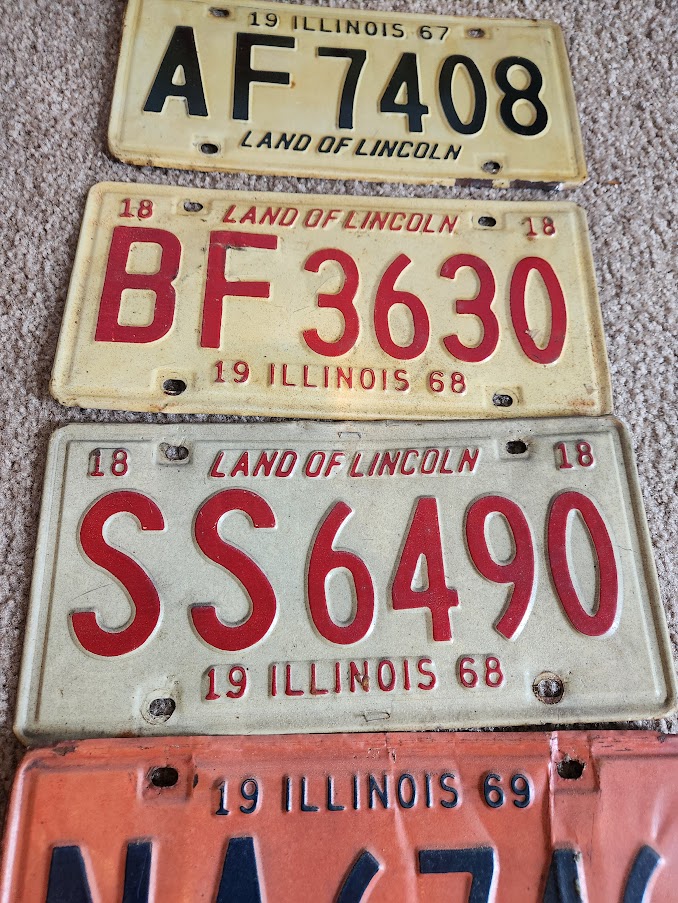 19 ILLINOIS 67
AF 7408
LAND OF LINCOLN
18 LAND OF LINCOLN 18
BF 3630
19 ILLINOIS 68
18 LAND OF LINCOLN 18
SS 6490
19 ILLINOIS 68
19 ILLINOIS 69